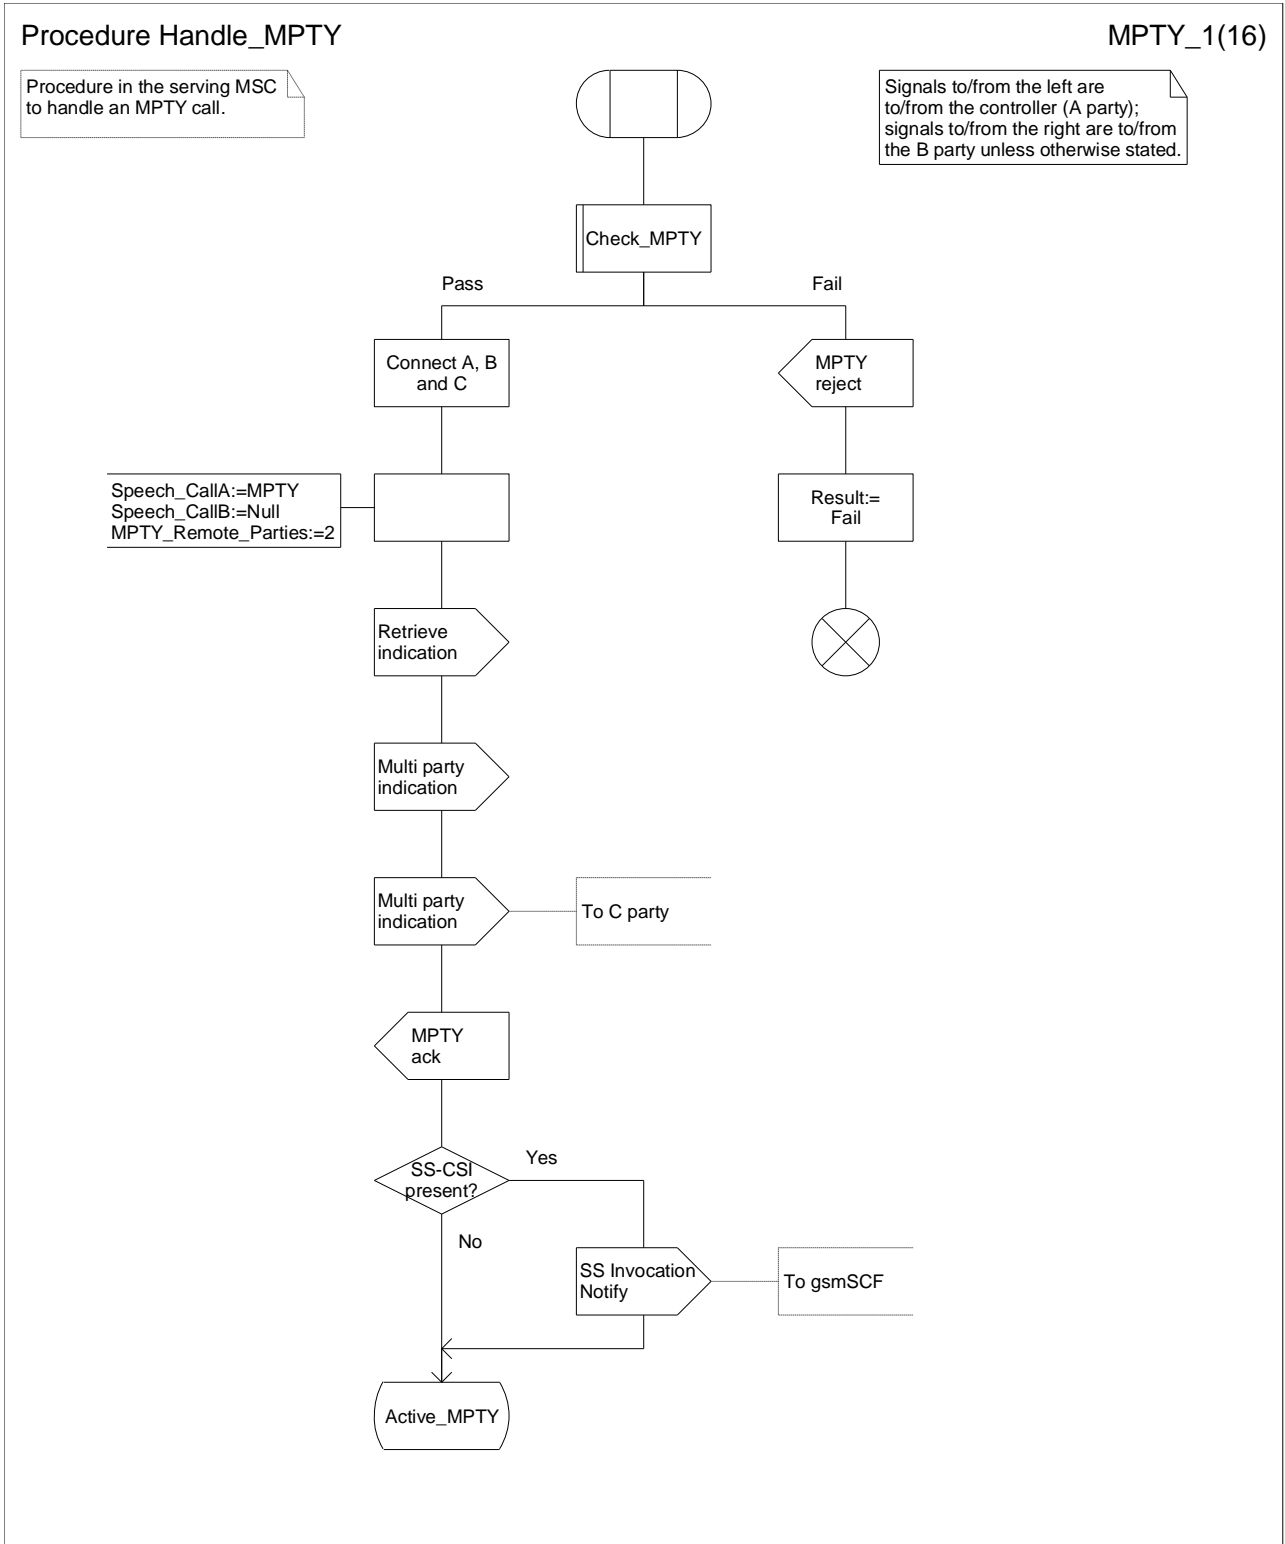 Procedure Handle_MPTY
MPTY_1(16)
Procedure in the serving MSC
to handle an MPTY call.
Signals to/from the left are
to/from the controller (A party);
signals to/from the right are to/from
the B party unless otherwise stated.
Check_MPTY
Pass
Fail
Connect A, B
and C
MPTY
reject
Speech_CallA:=MPTY
Speech_CallB:=Null
MPTY_Remote_Parties:=2
Result:=
Fail
Retrieve
indication
Multi party
indication
Multi party
indication
To C party
MPTY
ack
SS-CSI
present?
Yes
No
SS Invocation
Notify
To gsmSCF
Active_MPTY